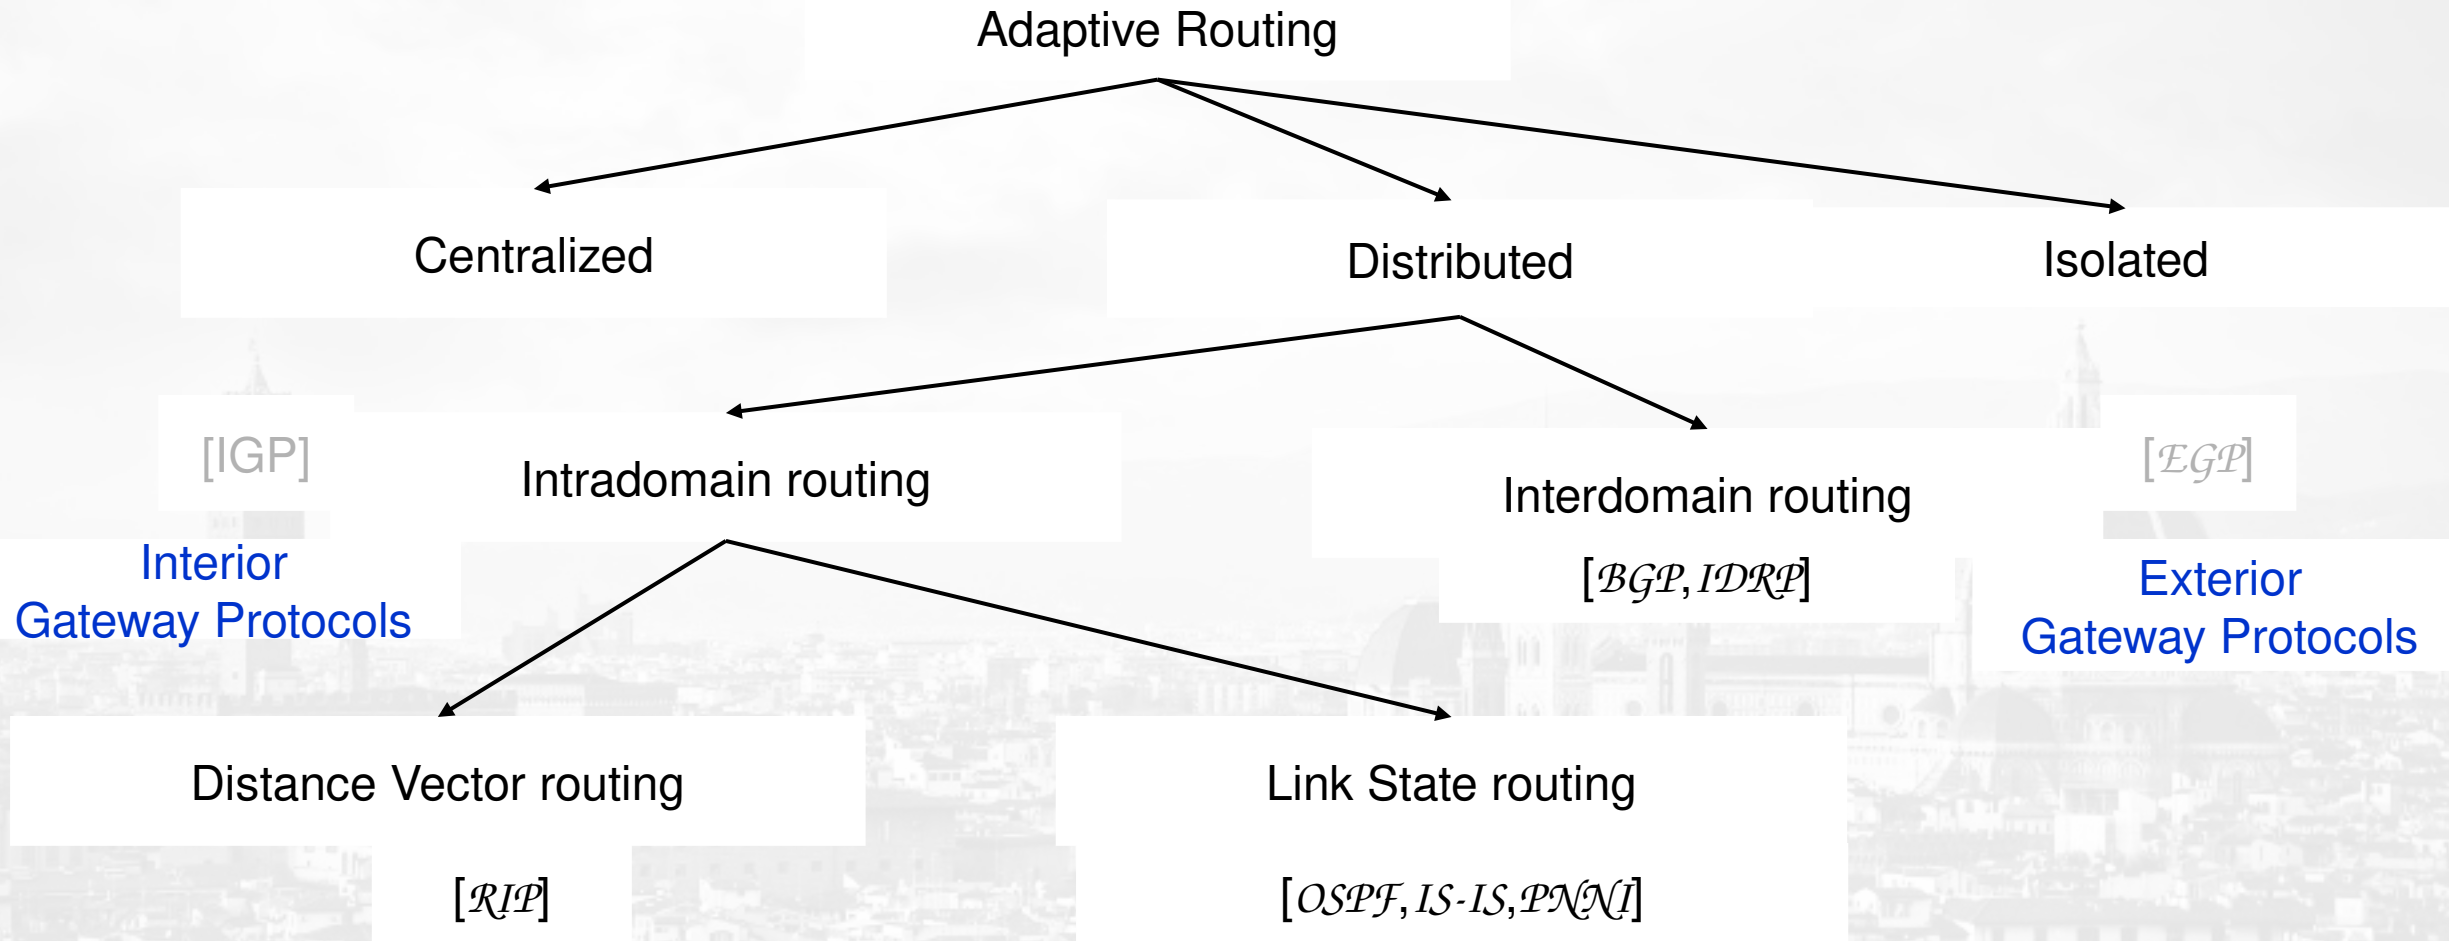 Adaptive Routing
Centralized
Distributed
Isolated
[IGP]
Intradomain routing
Interdomain routing
[EGP]
Interior
Gateway Protocols
[BGP, IDRP]
Exterior
Gateway Protocols
Distance Vector routing
Link State routing
[RIP]
[OSPF, IS-IS, PNNI]